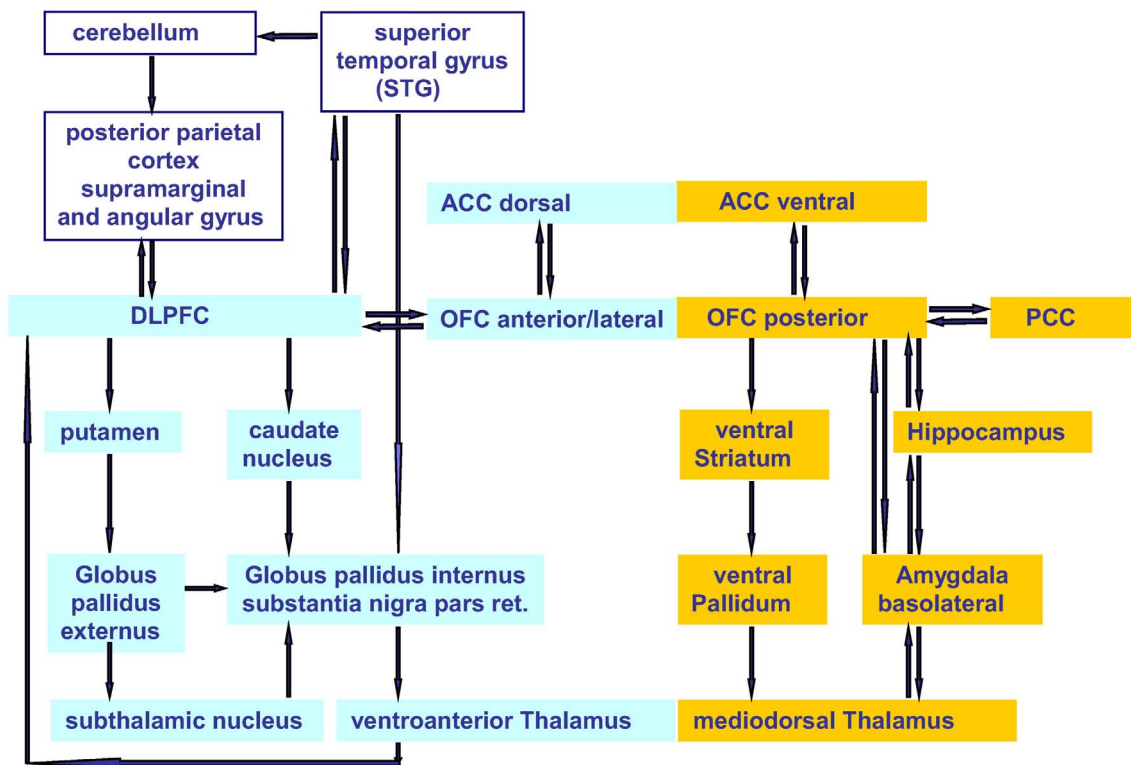 cerebellum
superior
temporal gyrus
(STG)
posterior parietal
cortex
supramarginal
and angular gyrus
ACC dorsal
ACC ventral
DLPFC
OFC anterior/lateral
OFC posterior
PCC
putamen
caudate
nucleus
ventral
Striatum
Hippocampus
Globus
pallidus
externus
Globus pallidus internus
substantia nigra pars ret.
ventral
Pallidum
Amygdala
basolateral
subthalamic nucleus
ventroanterior Thalamus
mediodorsal Thalamus